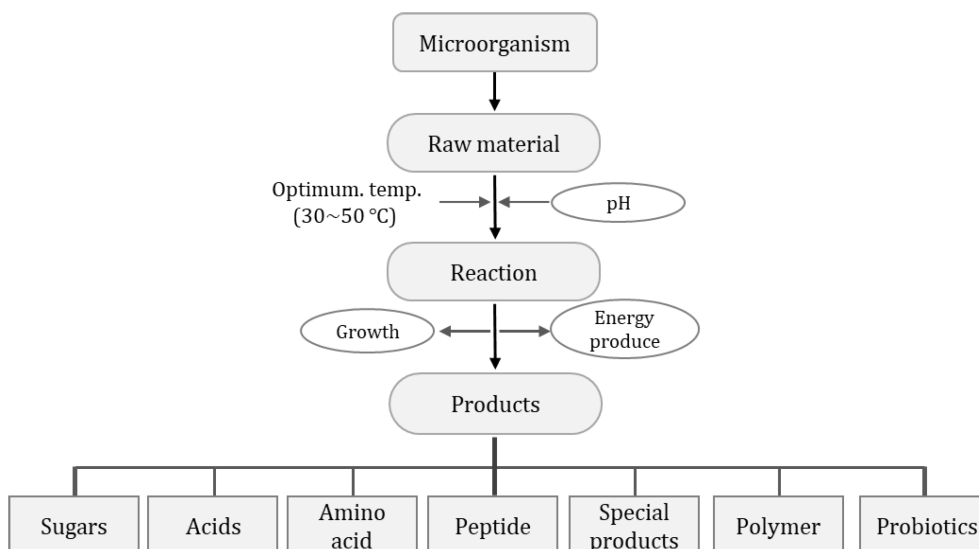 Microorganism
Raw material
Optimum. temp.
(30~50 ℃)
pH
Reaction
Growth
Energy
produce
Products
Sugars
Acids
Amino
acid
Peptide
Special
products
Polymer
Probiotics